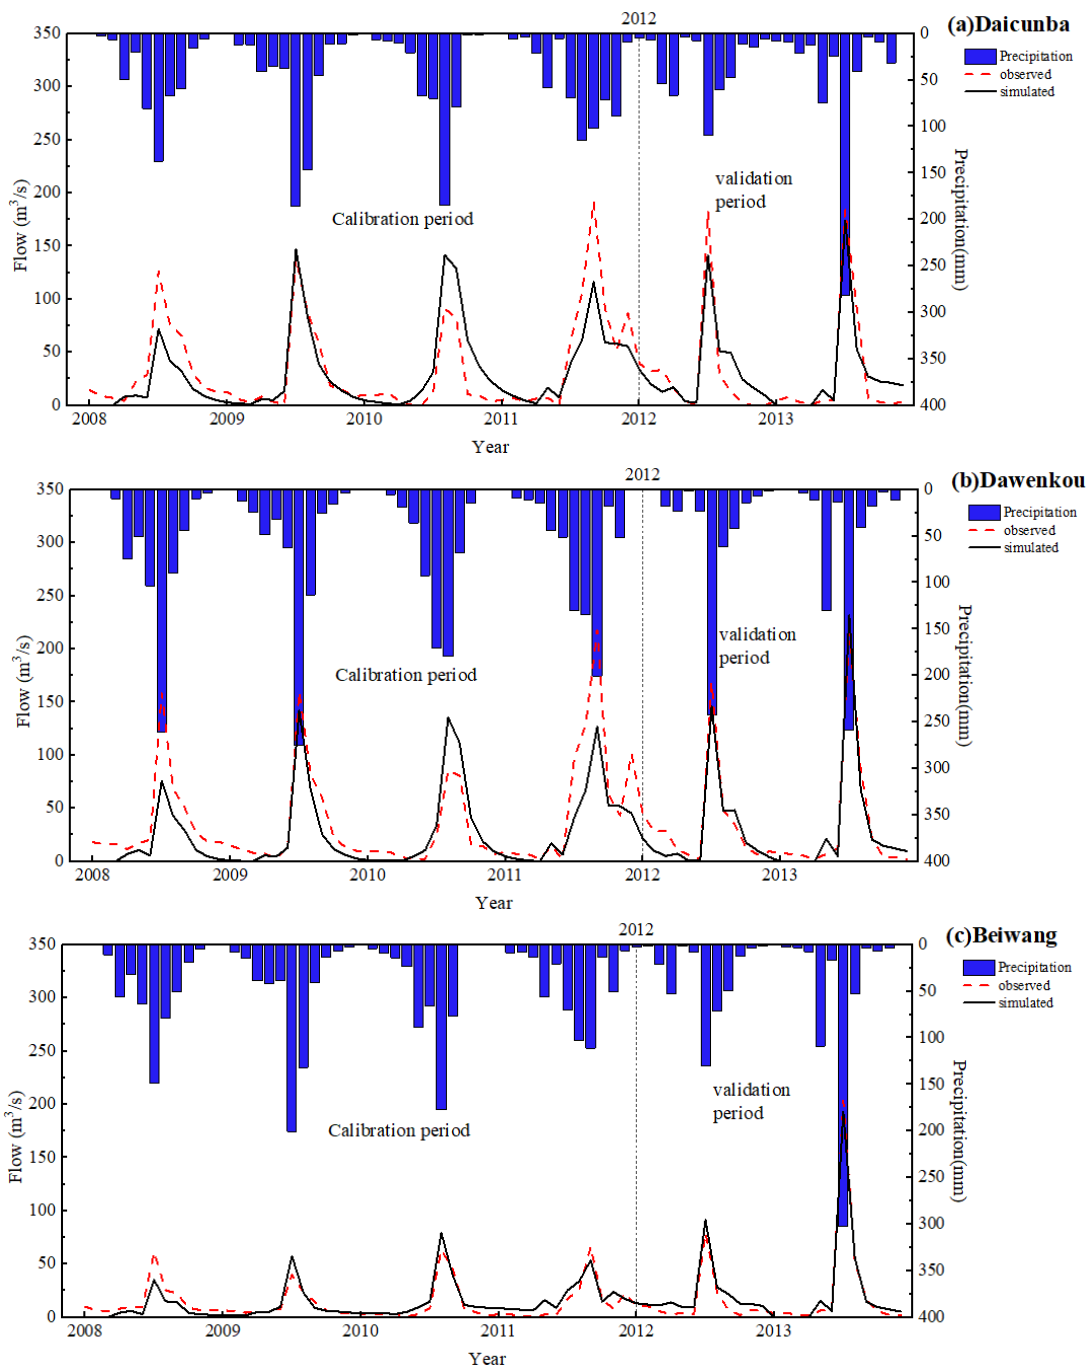 2012
(a)Daicunba
350
300
250
200
150
100
50
0
Flow (m³/s)
0
50
100
150
200
250
300
350
400
Precipitation(mm)
Precipitation
observed
simulated
Calibration period
validation
period
2008
2009
2010
2011
2012
2013
Year
2012
(b)Dawenkou
350
300
250
200
150
100
50
0
Flow (m³/s)
0
50
100
150
200
250
300
350
400
Precipitation(mm)
Precipitation
observed
simulated
Calibration period
validation
period
2008
2009
2010
2011
2012
2013
Year
2012
(c)Beiwang
350
300
250
200
150
100
50
0
Flow (m³/s)
0
50
100
150
200
250
300
350
400
Precipitation(mm)
Precipitation
observed
simulated
Calibration period
validation
period
2008
2009
2010
2011
2012
2013
Year